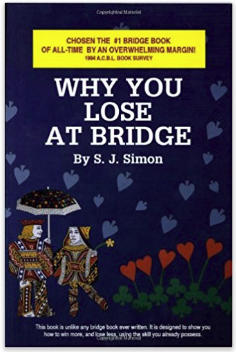 CHOSEN THE #1 BRIDGE BOOK
OF ALL-TIME BY AN OVERWHELMING MARGIN!
1994 A.C.B.L. BOOK SURVEY
WHY YOU
LOSE
AT BRIDGE
By S. J. Simon
This book is unlike any bridge book ever written. It is designed to show you
how to win more, and lose less, using the skill you already possess.